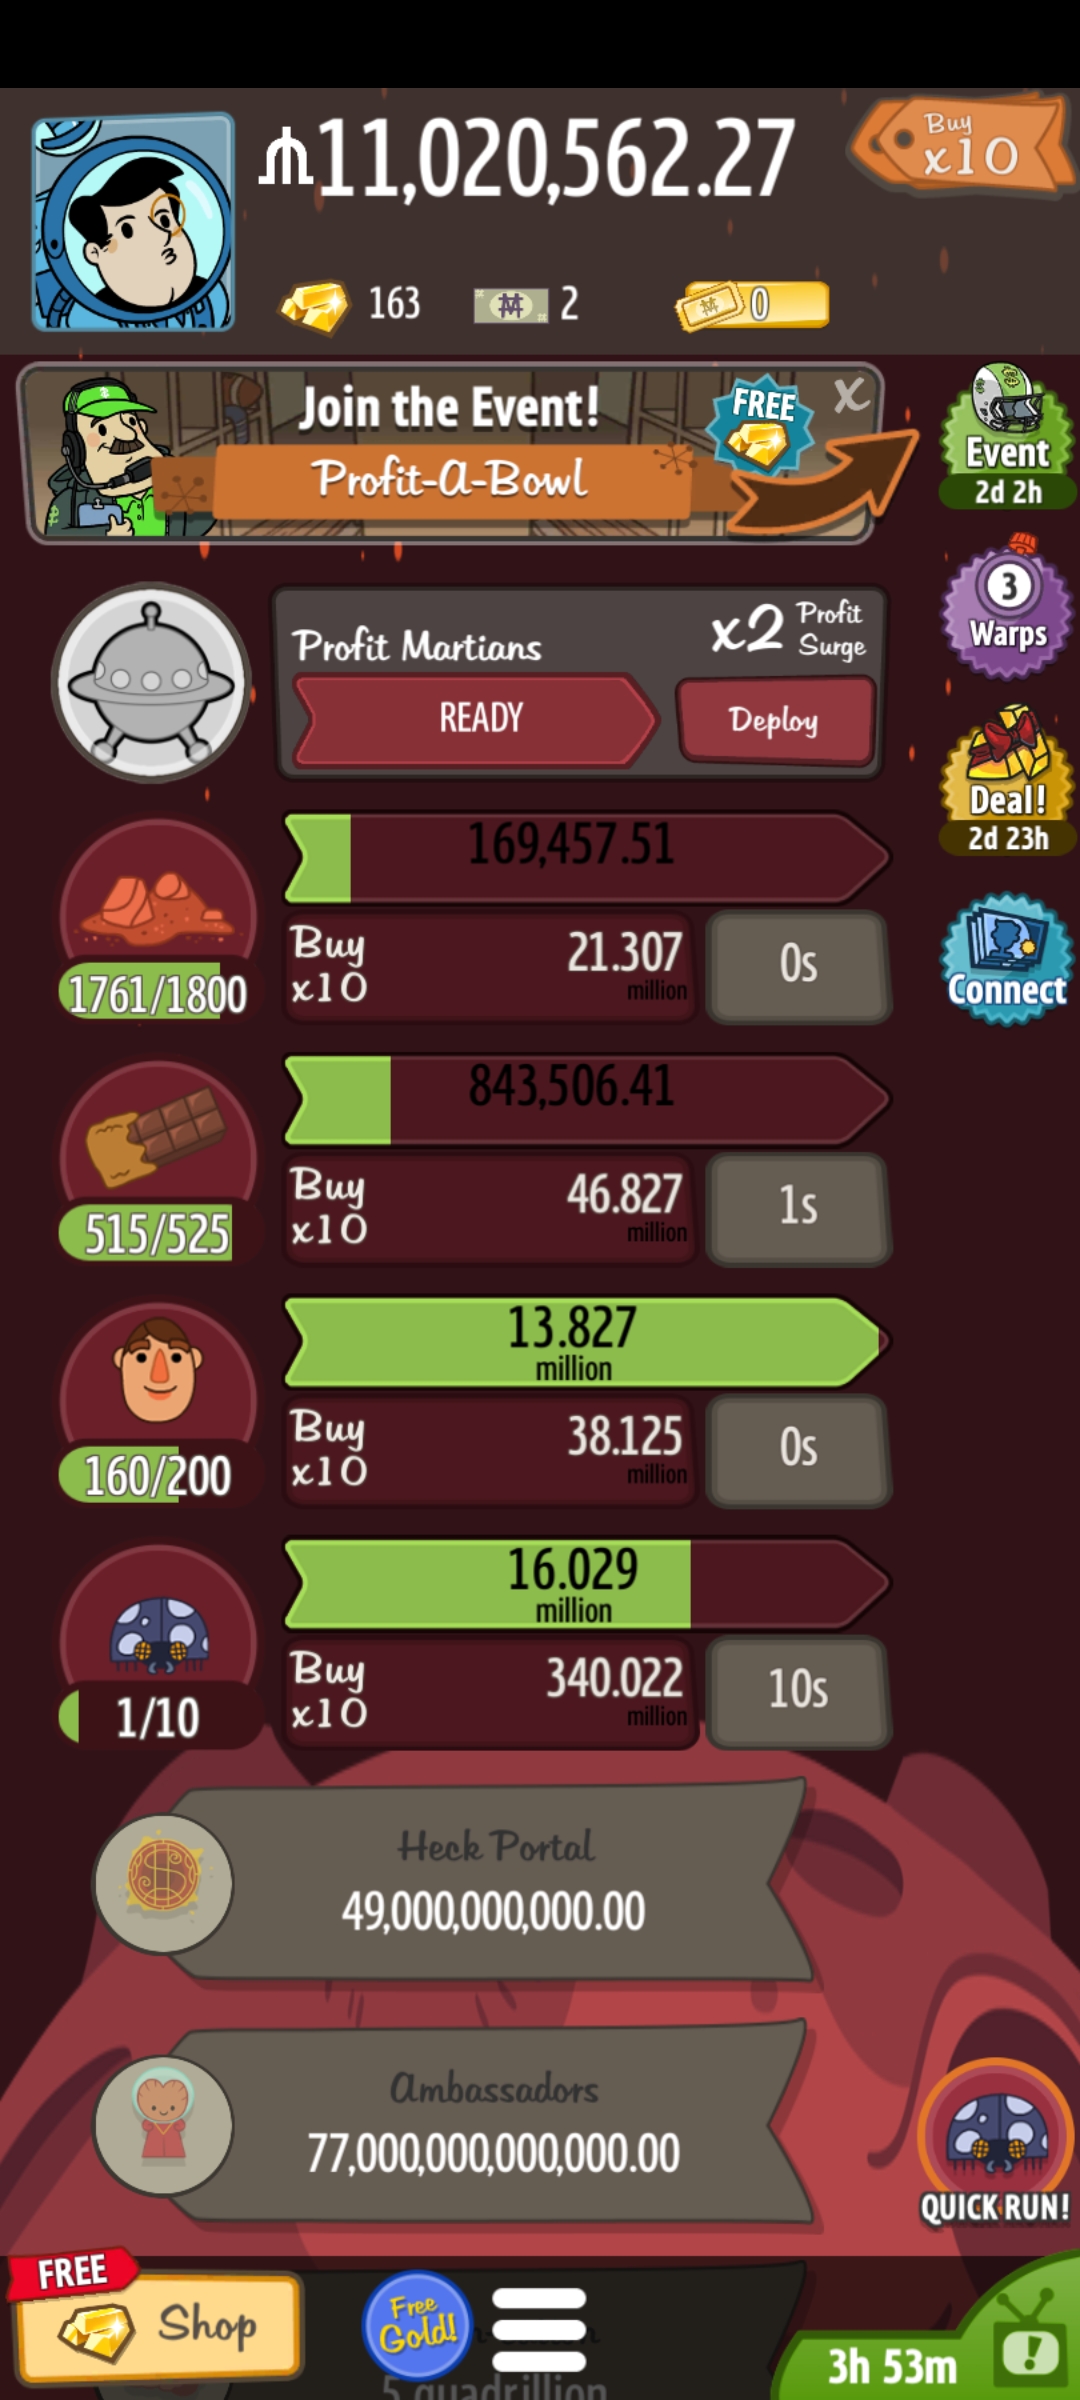 ₼11,020,562.27
Buy
x10
163
2
0
Join the Event!
FREE
X
Profit-A-Bowl
Event
2d 2h
3
Warps
Profit Martians
x2 Profit
Surge
READY
Deploy
Deal!
2d 23h
169,457.51
1761/1800
Buy
x10
21.307
million
0s
Connect
843,506.41
515/525
Buy
x10
46.827
million
1s
13.827
million
160/200
Buy
x10
38.125
million
0s
16.029
million
1/10
Buy
x10
340.022
million
10s
Heck Portal
49,000,000,000.00
Ambassadors
77,000,000,000,000.00
QUICK RUN!
FREE
Shop
Free
Gold!
5 quadrillion
3h 53m
!